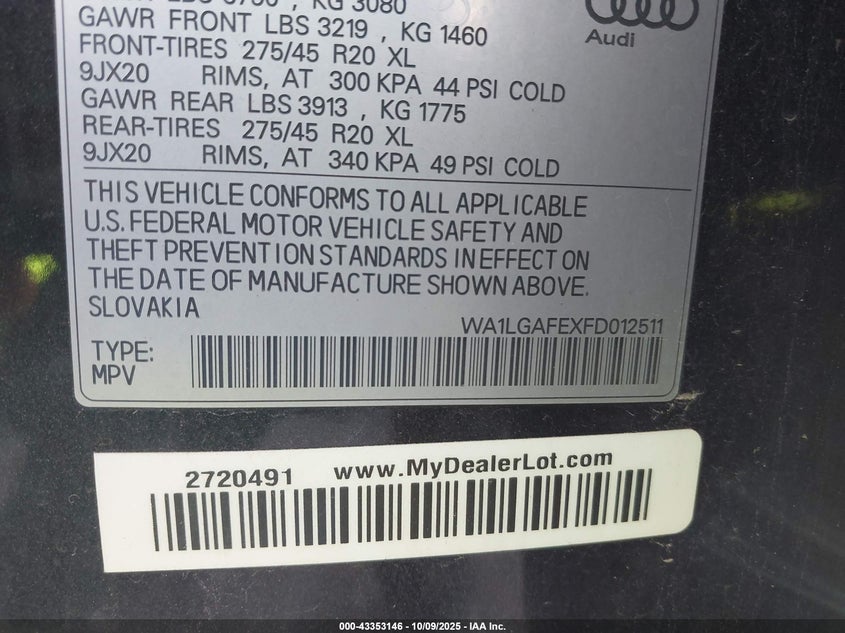 KG 3080
GAWR FRONT LBS 3219 , KG 1460
FRONT-TIRES 275/45 R20 XL
9JX20 RIMS, AT 300 KPA 44 PSI COLD
GAWR REAR LBS 3913 , KG 1775
REAR-TIRES 275/45 R20 XL
9JX20 RIMS, AT 340 KPA 49 PSI COLD
Audi
THIS VEHICLE CONFORMS TO ALL APPLICABLE
U.S. FEDERAL MOTOR VEHICLE SAFETY AND
THEFT PREVENTION STANDARDS IN EFFECT ON
THE DATE OF MANUFACTURE SHOWN ABOVE.
SLOVAKIA
WA1LGAFEXFD012511
TYPE:
MPV
2720491 www.MyDealerLot.com
000-43353146 - 10/09/2025 - IAA Inc.